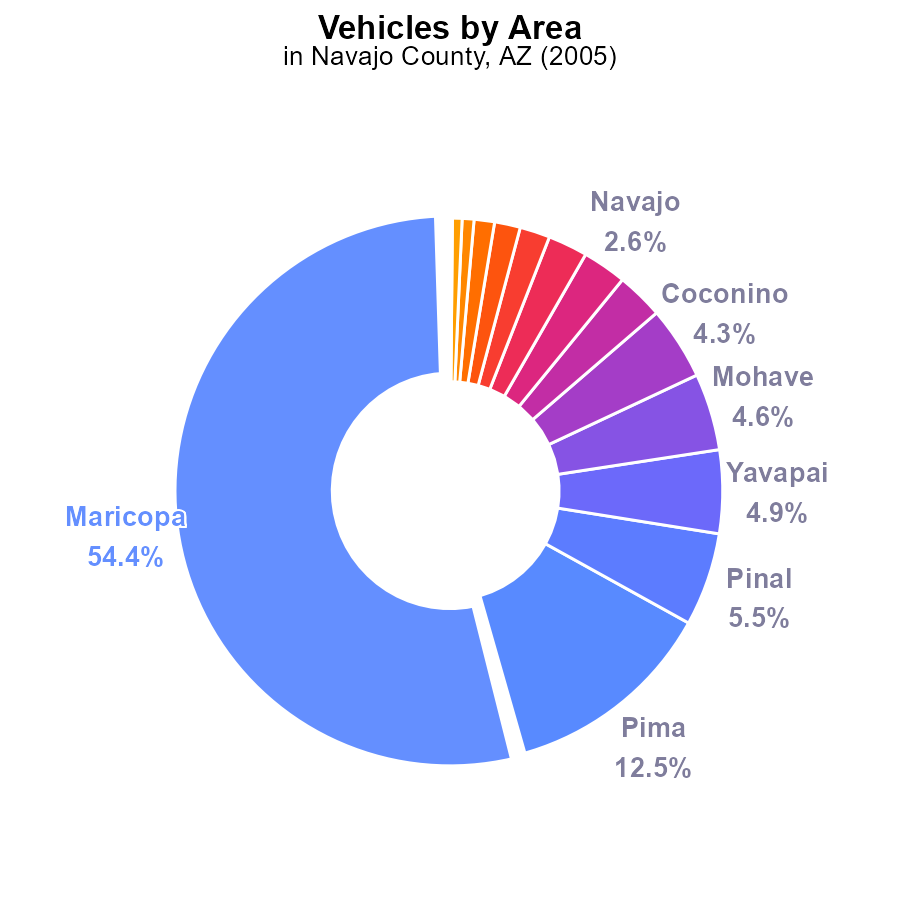 Vehicles by Area
in Navajo County, AZ (2005)
Navajo
2.6%
Coconino
4.3%
Mohave
4.6%
Yavapai
4.9%
Maricopa
54.4%
Pinal
5.5%
Pima
12.5%